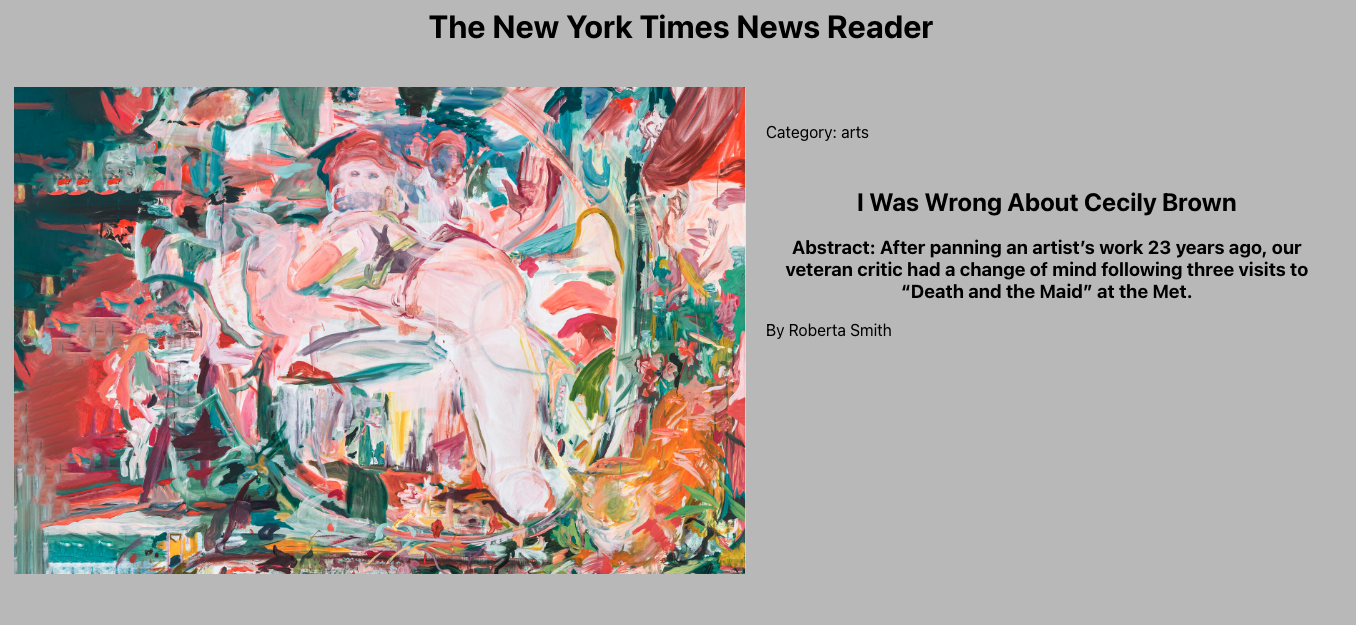 The New York Times News Reader
Category: arts
I Was Wrong About Cecily Brown
Abstract: After panning an artist’s work 23 years ago, our
veteran critic had a change of mind following three visits to
“Death and the Maid” at the Met.
By Roberta Smith